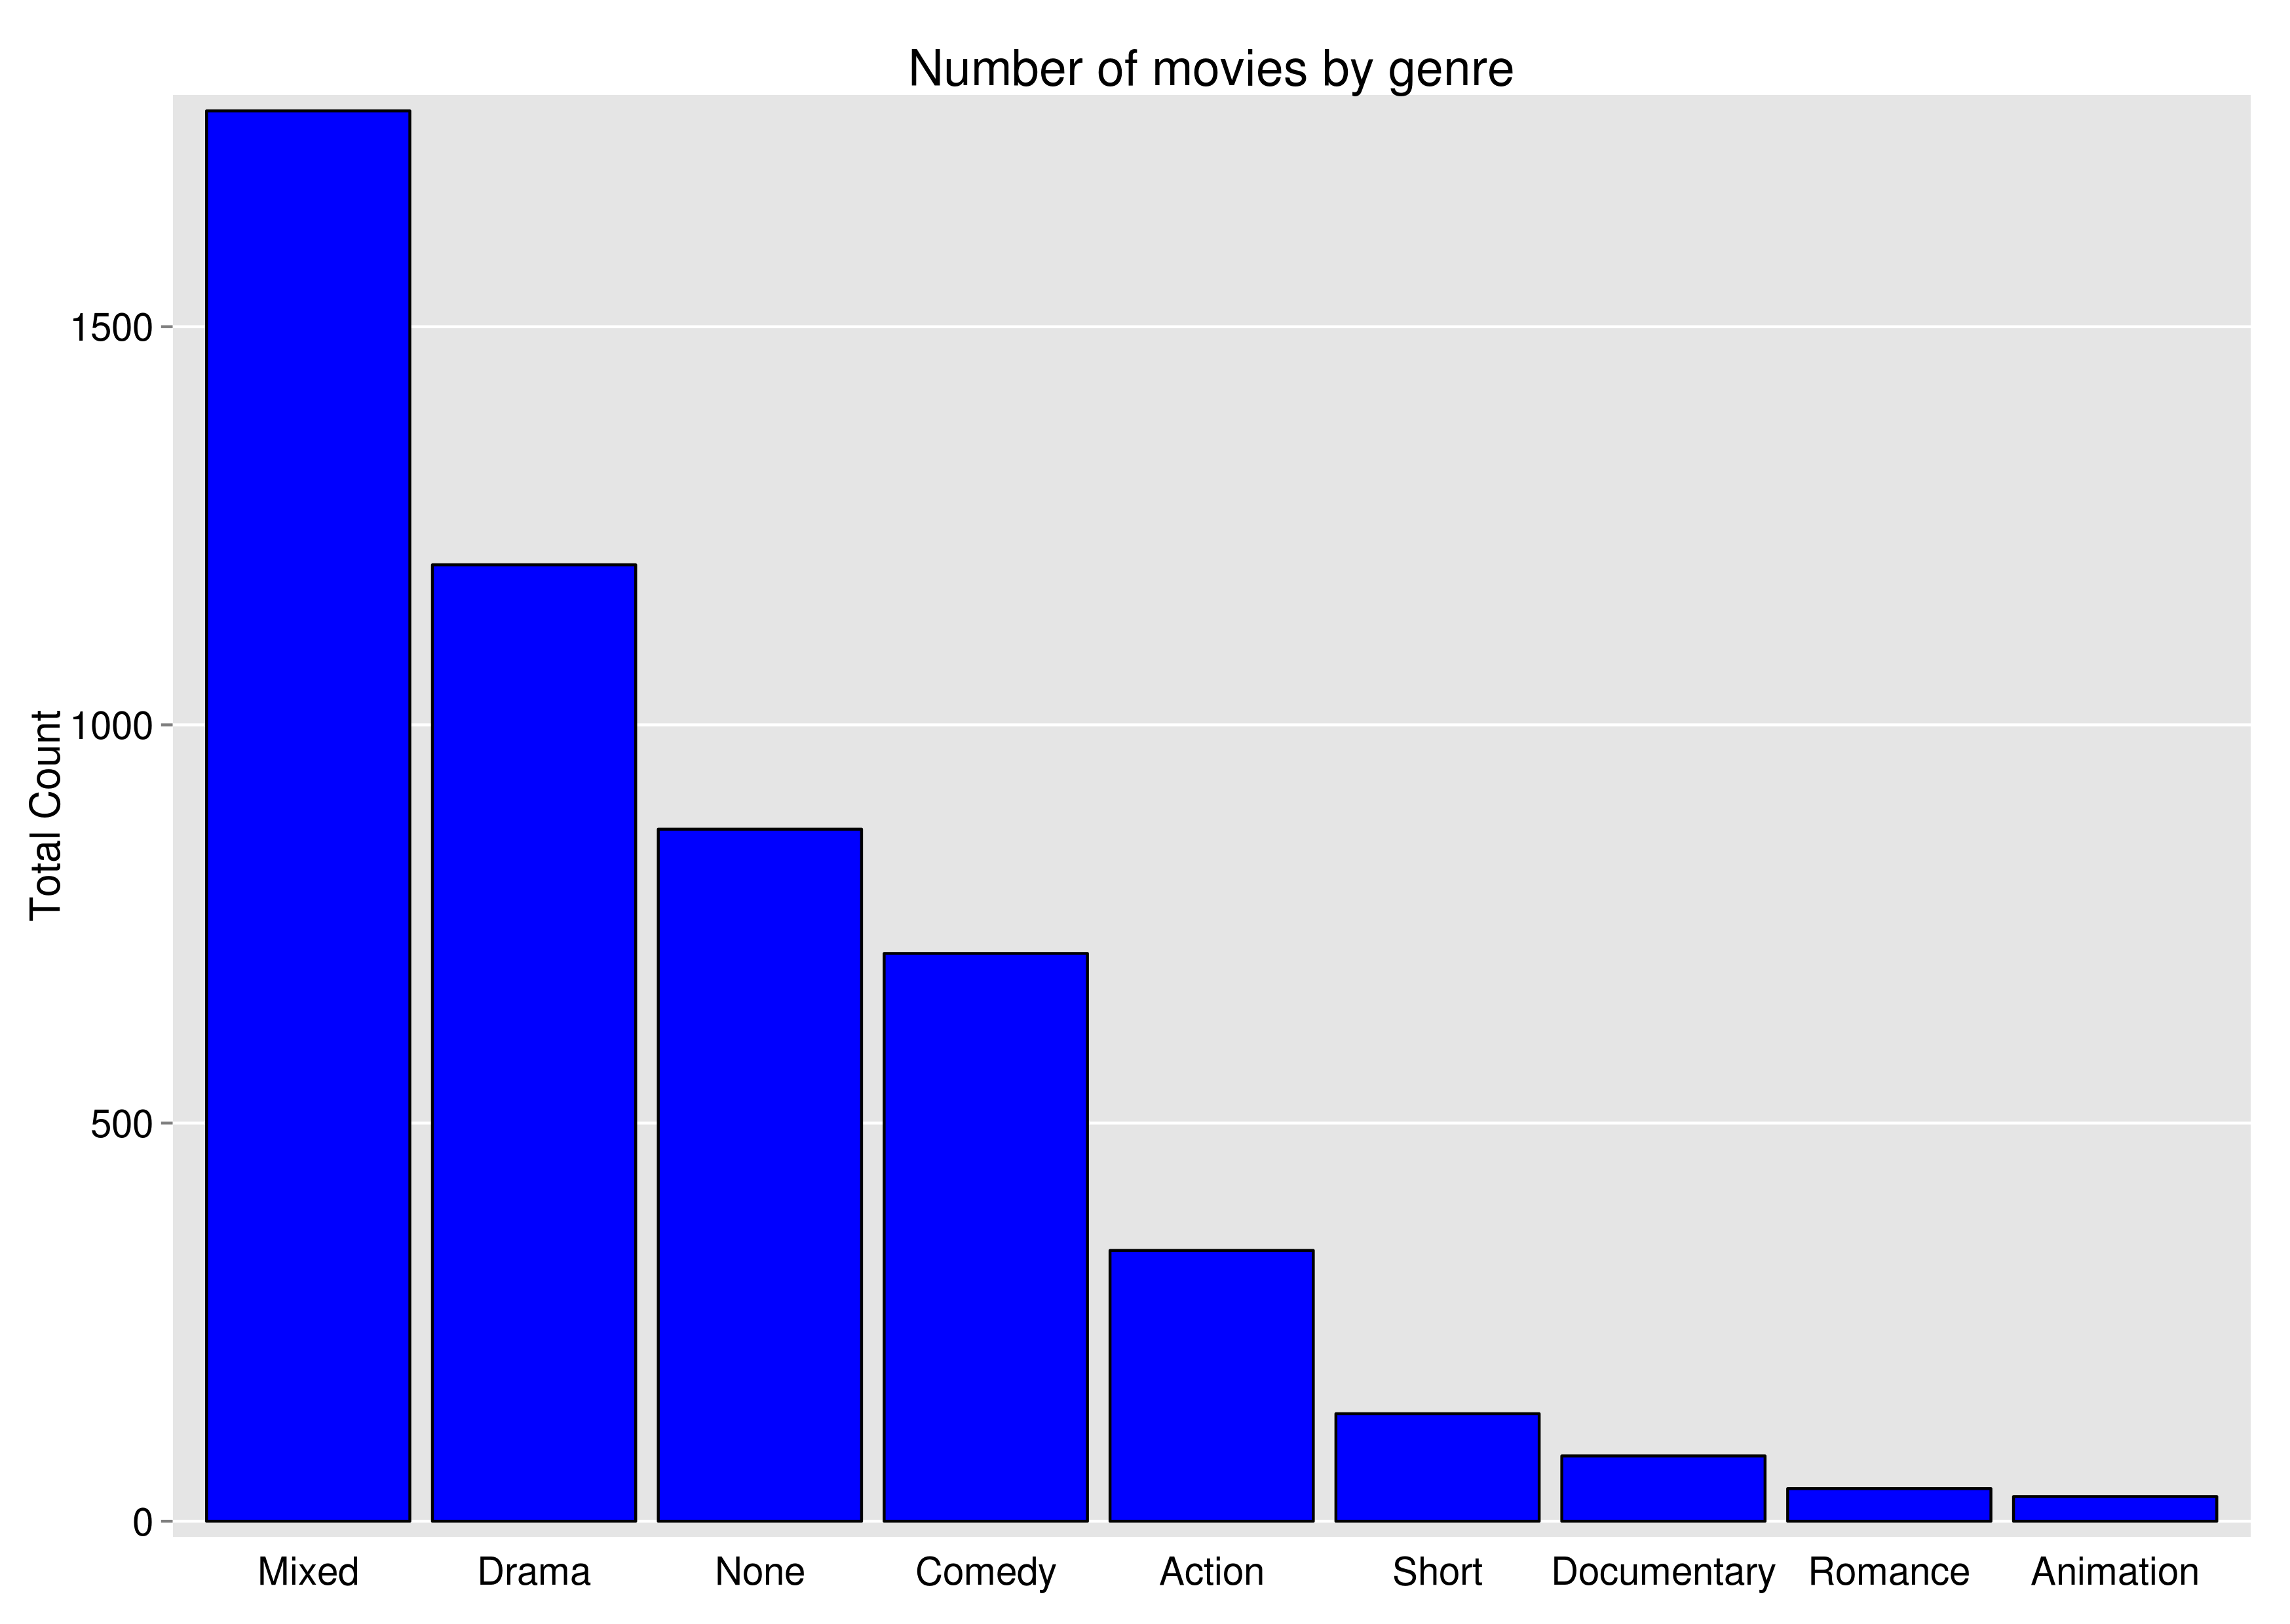 Number of movies by genre
Total Count
1500
1000
500
0
Mixed Drama None Comedy Action Short Documentary Romance Animation